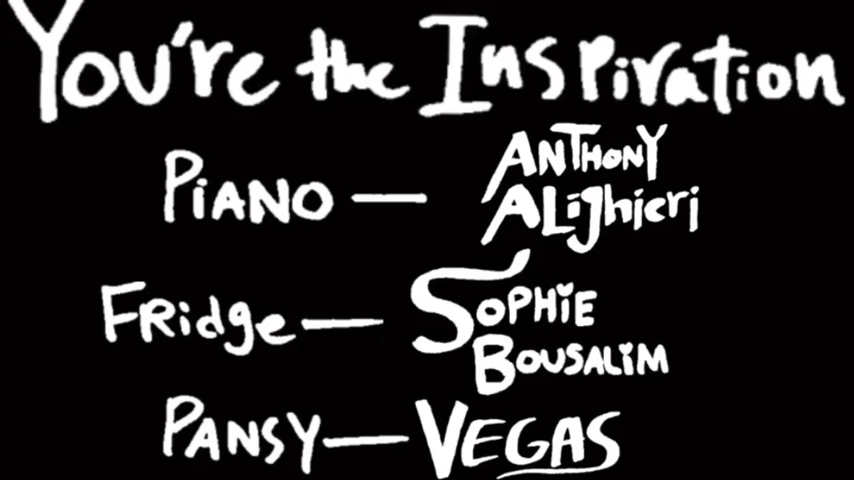 You're the Inspiration
Piano — Anthony
Alighieri
Fridge — Sophie
Bousalim
Pansy — Vegas